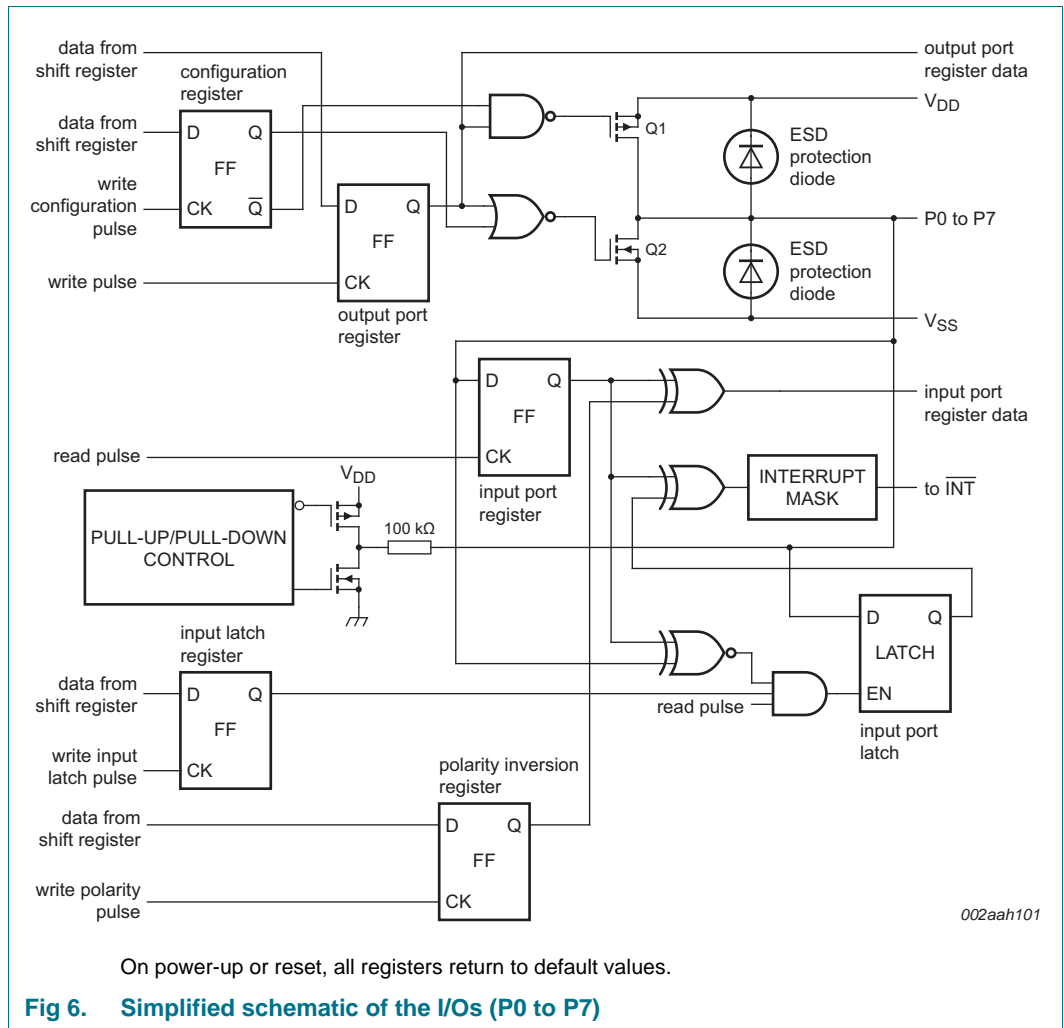 data from
shift register
configuration
register
output port
register data
data from
shift register
D
Q
FF
write
configuration
pulse
CK
Q
D
Q
FF
CK
write pulse
output port
register
Q1
Q2
VDD
ESD
protection
diode
P0 to P7
ESD
protection
diode
VSS
D
Q
FF
CK
read pulse
input port
register
input port
register data
INTERRUPT
MASK
to INT
VDD
PULL-UP/PULL-DOWN
CONTROL
100 kΩ
input latch
register
data from
shift register
D
Q
FF
write input
latch pulse
CK
read pulse
D
Q
LATCH
EN
input port
latch
polarity inversion
register
data from
shift register
D
Q
FF
write polarity
pulse
CK
002aah101
On power-up or reset, all registers return to default values.
Fig 6. Simplified schematic of the I/Os (P0 to P7)